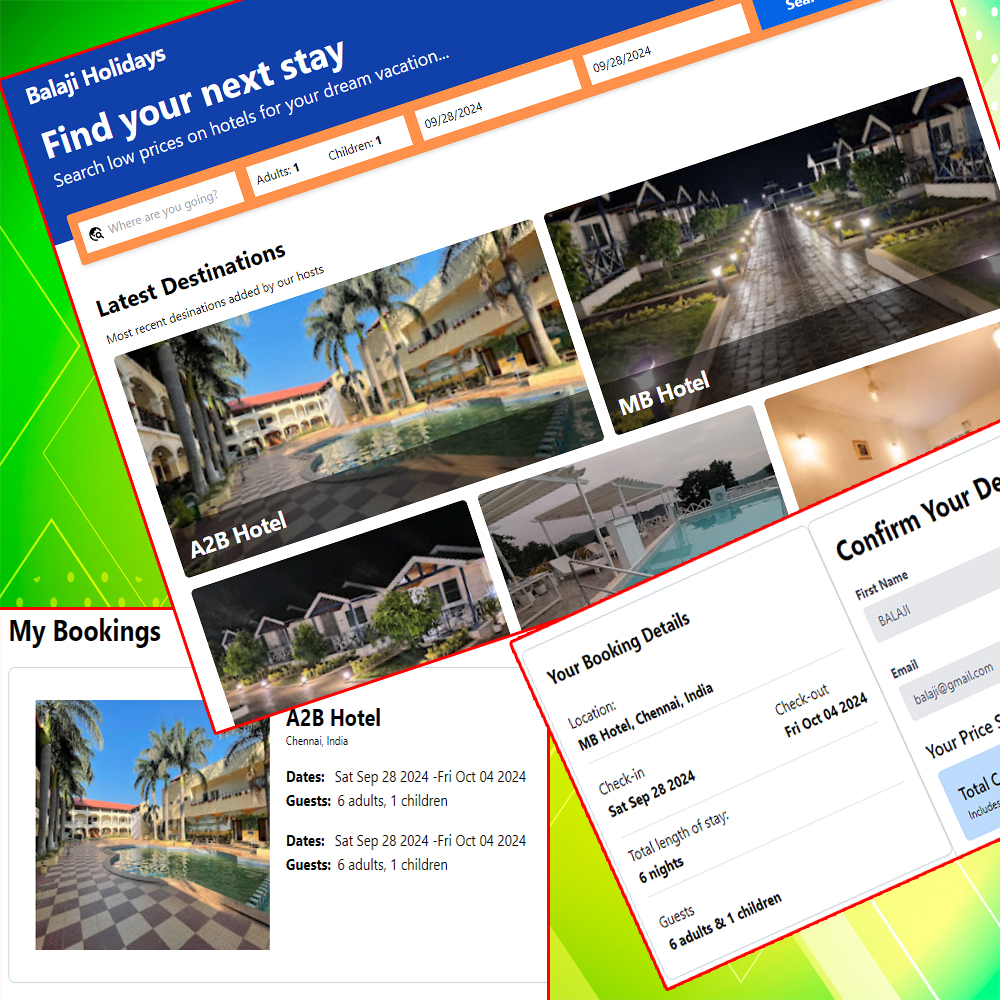 Balaji Holidays
Find your next stay
Search low prices on hotels for your dream vacation...
Where are you going?
Adults: 1
Children: 1
09/28/2024
09/28/2024
Latest Destinations
Most recent desinations added by our hosts
A2B Hotel
MB Hotel
My Bookings
A2B Hotel
Chennai, India
Dates: Sat Sep 28 2024 -Fri Oct 04 2024
Guests: 6 adults, 1 children
Dates: Sat Sep 28 2024 -Fri Oct 04 2024
Guests: 6 adults, 1 children
Your Booking Details
Location:
MB Hotel, Chennai, India
Check-in
Sat Sep 28 2024
Check-out
Fri Oct 04 2024
Total length of stay:
6 nights
Guests
6 adults & 1 children
Confirm Your De
First Name
BALAJI
Email
balaji@gmail.com
Your Price S
Total C
Includes